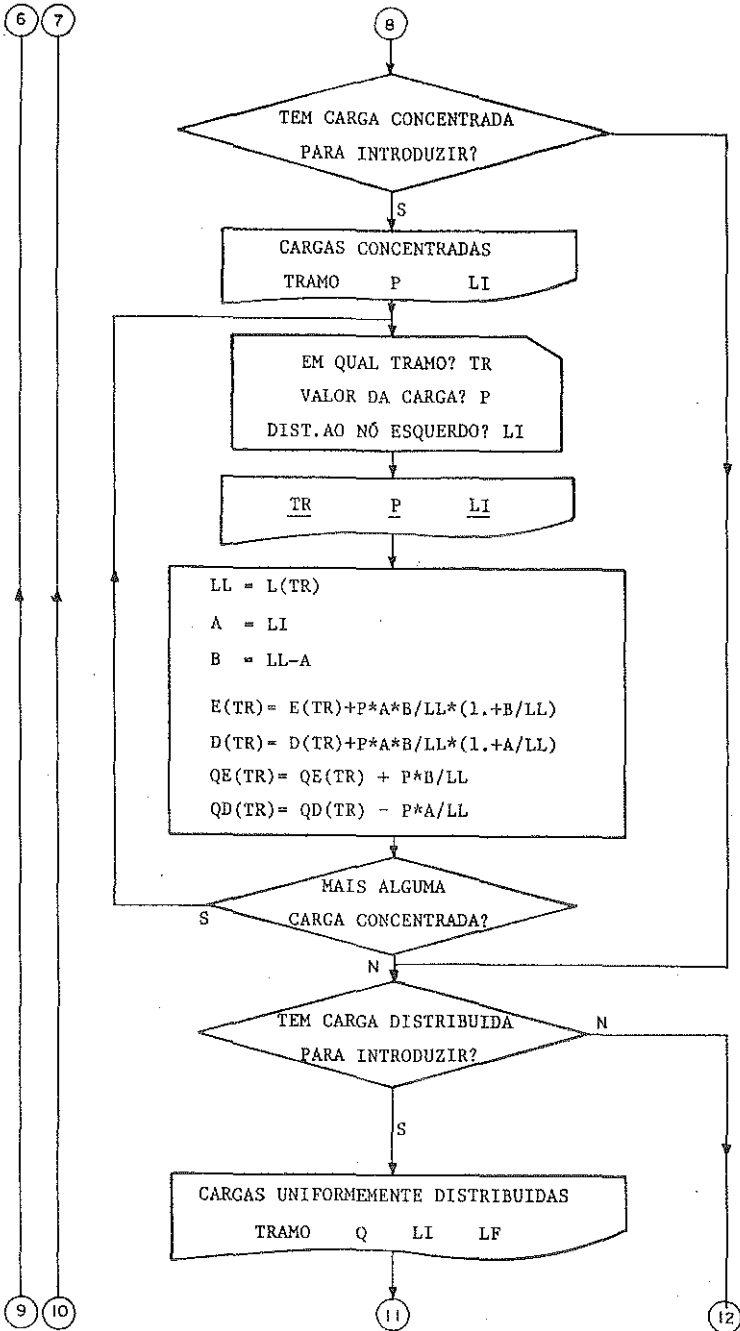 6 7 8
TEM CARGA CONCENTRADA
PARA INTRODUZIR?
S
CARGAS CONCENTRADAS
TRAMO P LI
EM QUAL TRAMO? TR
VALOR DA CARGA? P
DIST.AO NÓ ESQUERDO? LI
TR P LI
LL = L(TR)
A = LI
B = LL-A
E(TR)= E(TR)+P*A*B/LL*(1.+B/LL)
D(TR)= D(TR)+P*A*B/LL*(1.+A/LL)
QE(TR)= QE(TR) + P*B/LL
QD(TR)= QD(TR) - P*A/LL
MAIS ALGUMA
CARGA CONCENTRADA?
S
N
TEM CARGA DISTRIBUIDA
N
PARA INTRODUZIR?
S
CARGAS UNIFORMEMENTE DISTRIBUIDAS
TRAMO Q LI LF
9 10 11 12